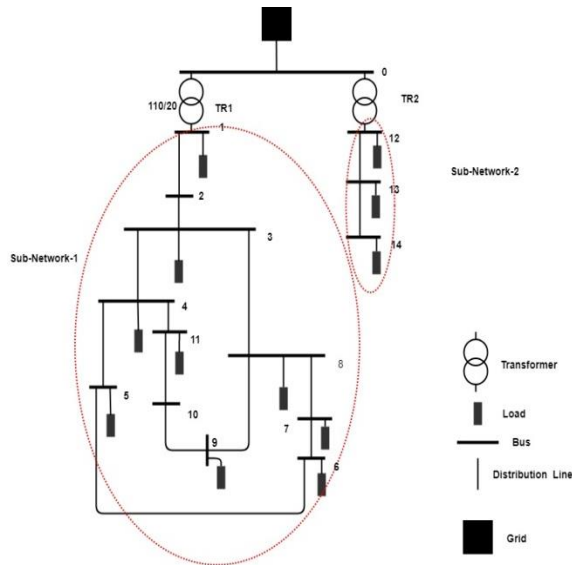 0
110/20
TR1
TR2
1
12
2
13
Sub-Network-2
3
14
Sub-Network-1
4
11
8
5
10
7
9
6
Transformer
Load
Bus
Distribution Line
Grid